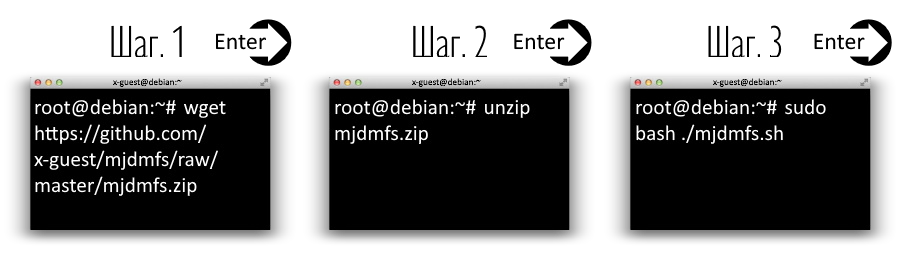 Шаг. 1 Enter
x-guest@debian:~
root@debian:~# wget
https://github.com/
x-guest/mjdmfs/raw/
master/mjdmfs.zip
Шаг. 2 Enter
x-guest@debian:~
root@debian:~# unzip
mjdmfs.zip
Шаг. 3 Enter
x-guest@debian:~
root@debian:~# sudo
bash ./mjdmfs.sh